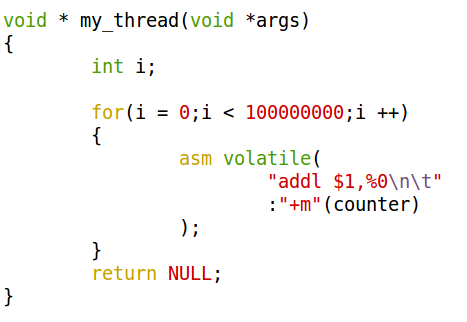 void * my_thread(void *args)
{
        int i;

        for(i = 0;i < 100000000;i ++)
        {
                asm volatile(
                        "addl $1,%0\n\t"
                        :"+m"(counter)
                );
        }
        return NULL;
}